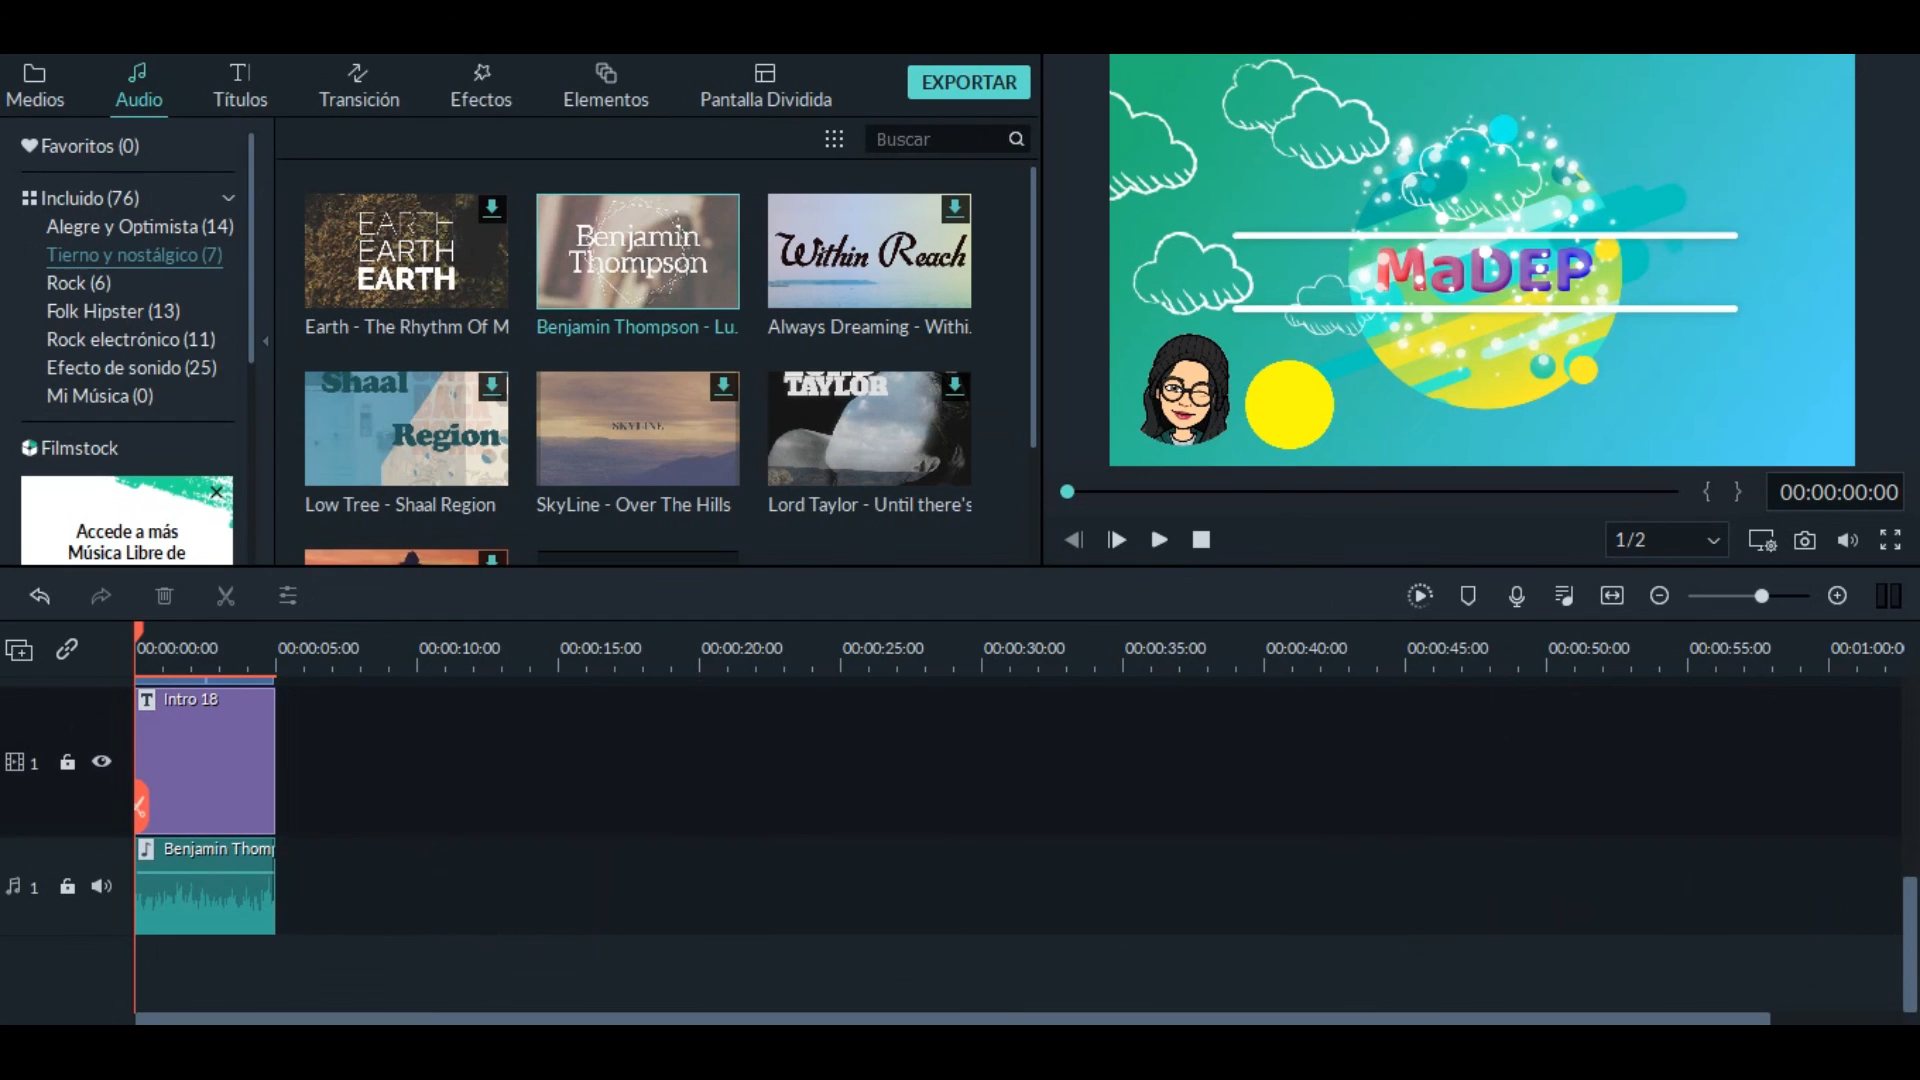 Medios
Audio
Títulos
Transición
Efectos
Elementos
Pantalla Dividida
EXPORTAR
Favoritos (0)
Incluido (76)
Alegre y Optimista (14)
Tierno y nostálgico (7)
Rock (6)
Folk Hipster (13)
Rock electrónico (11)
Efecto de sonido (25)
Mi Música (0)
Filmstock
Accede a más
Música Libre de
Buscar
EARTH
EARTH
EARTH
Earth - The Rhythm Of M
Benjamin
Thompson
Benjamin Thompson - Lu.
Within Reach
Always Dreaming - Withi.
Shaal
Region
Low Tree - Shaal Region
SKYLINE
SkyLine - Over The Hills
TAYLOR
Lord Taylor - Until there's
MaDEP
00:00:00:00
1/2
00:00:00:00
00:00:05:00
00:00:10:00
00:00:15:00
00:00:20:00
00:00:25:00
00:00:30:00
00:00:35:00
00:00:40:00
00:00:45:00
00:00:50:00
00:00:55:00
00:01:00:0
T Intro 18
1
Benjamin Thom
1